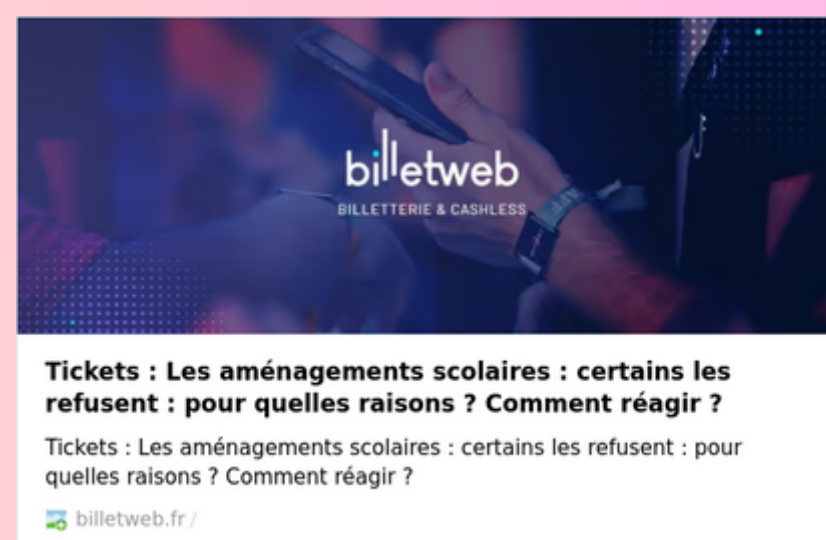 billetweb
BILLETTERIE & CASHLESS
Tickets : Les aménagements scolaires : certains les
refusent : pour quelles raisons ? Comment réagir ?
Tickets : Les aménagements scolaires : certains les refusent : pour
quelles raisons ? Comment réagir ?
billetweb.fr /